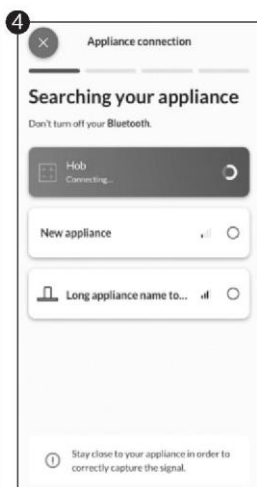 4
Appliance connection
Searching your appliance
Don't turn off your Bluetooth.
Hob
Connecting...
New appliance
Long appliance name to...
Stay close to your appliance in order to
correctly capture the signal.